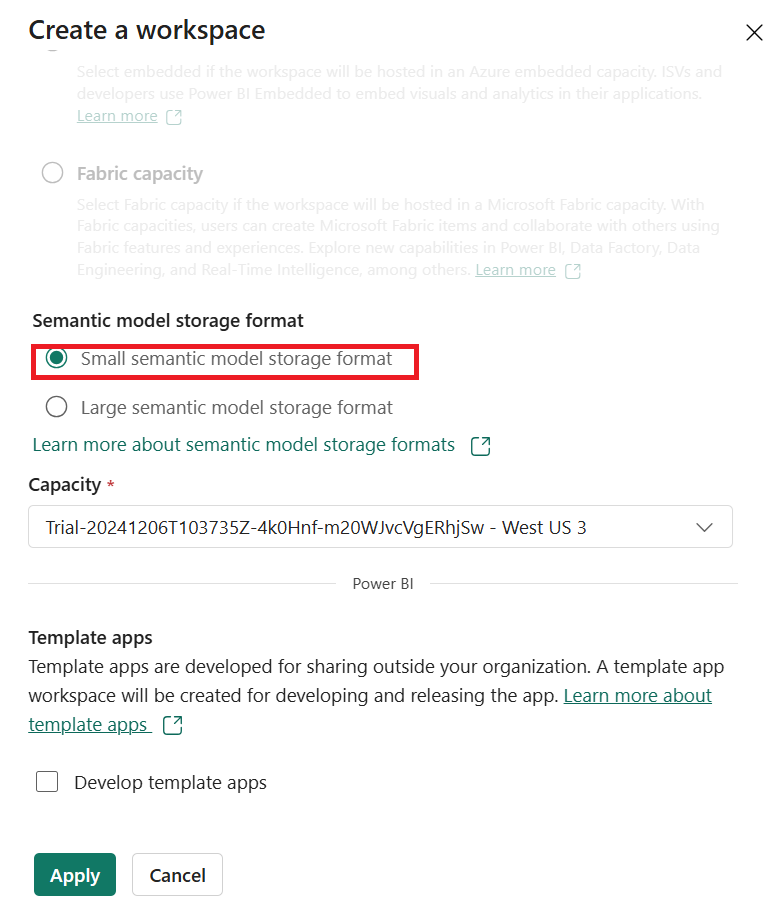 Create a workspace
Select embedded if the workspace will be hosted in an Azure embedded capacity. ISVs and
developers use Power BI Embedded to embed visuals and analytics in their applications.
Learn more
Fabric capacity
Select Fabric capacity if the workspace will be hosted in a Microsoft Fabric capacity. With
Fabric capacities, users can create Microsoft Fabric items and collaborate with others using
Fabric features and experiences. Explore new capabilities in Power BI, Data Factory, Data
Engineering, and Real-Time Intelligence, among others. Learn more
Semantic model storage format
Small semantic model storage format
Large semantic model storage format
Learn more about semantic model storage formats
Capacity *
Trial-20241206T103735Z-4k0Hnf-m20WJvcVgERhjSw - West US 3
Power BI
Template apps
Template apps are developed for sharing outside your organization. A template app
workspace will be created for developing and releasing the app. Learn more about
template apps
Develop template apps
Apply
Cancel